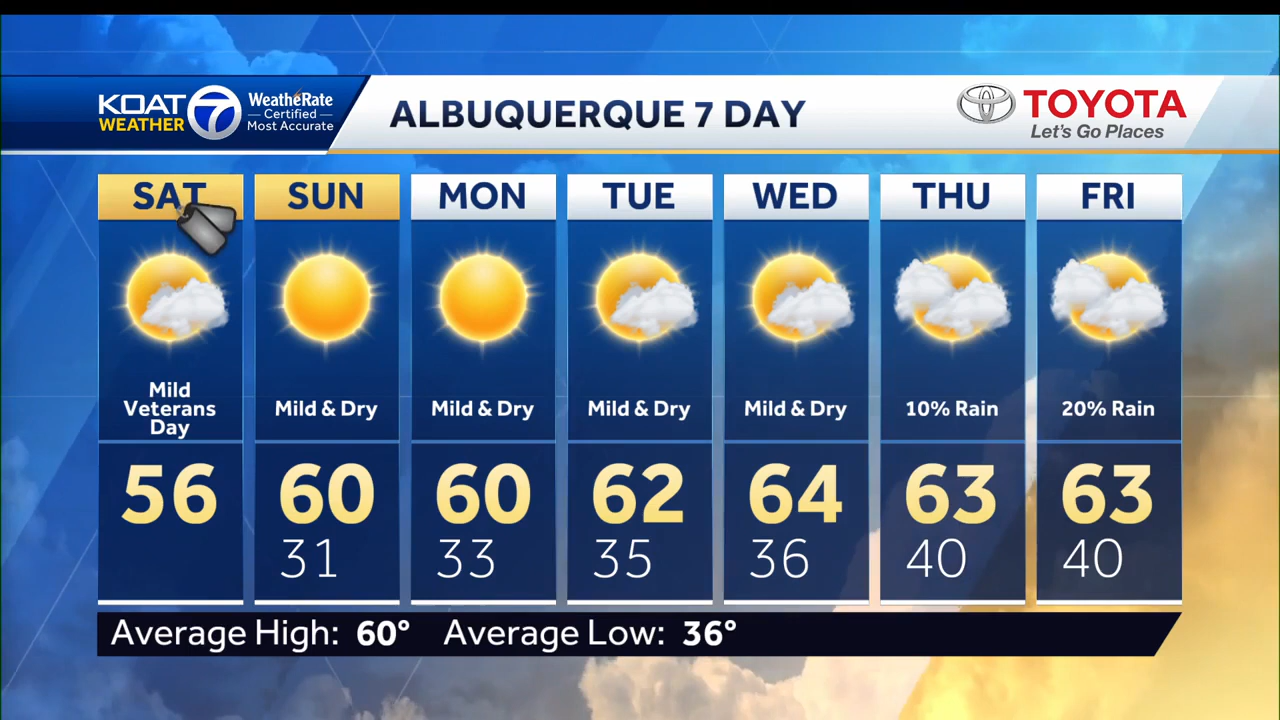 KOAT
WEATHER
7
WeatheRate
Certified
Most Accurate
ALBUQUERQUE 7 DAY
TOYOTA
Let's Go Places
SAT
SUN
MON
TUE
WED
THU
FRI
Mild
Veterans
Day
Mild & Dry
Mild & Dry
Mild & Dry
Mild & Dry
10% Rain
20% Rain
56
60
60
62
64
63
63
31
33
35
36
40
40
Average High: 60° Average Low: 36°